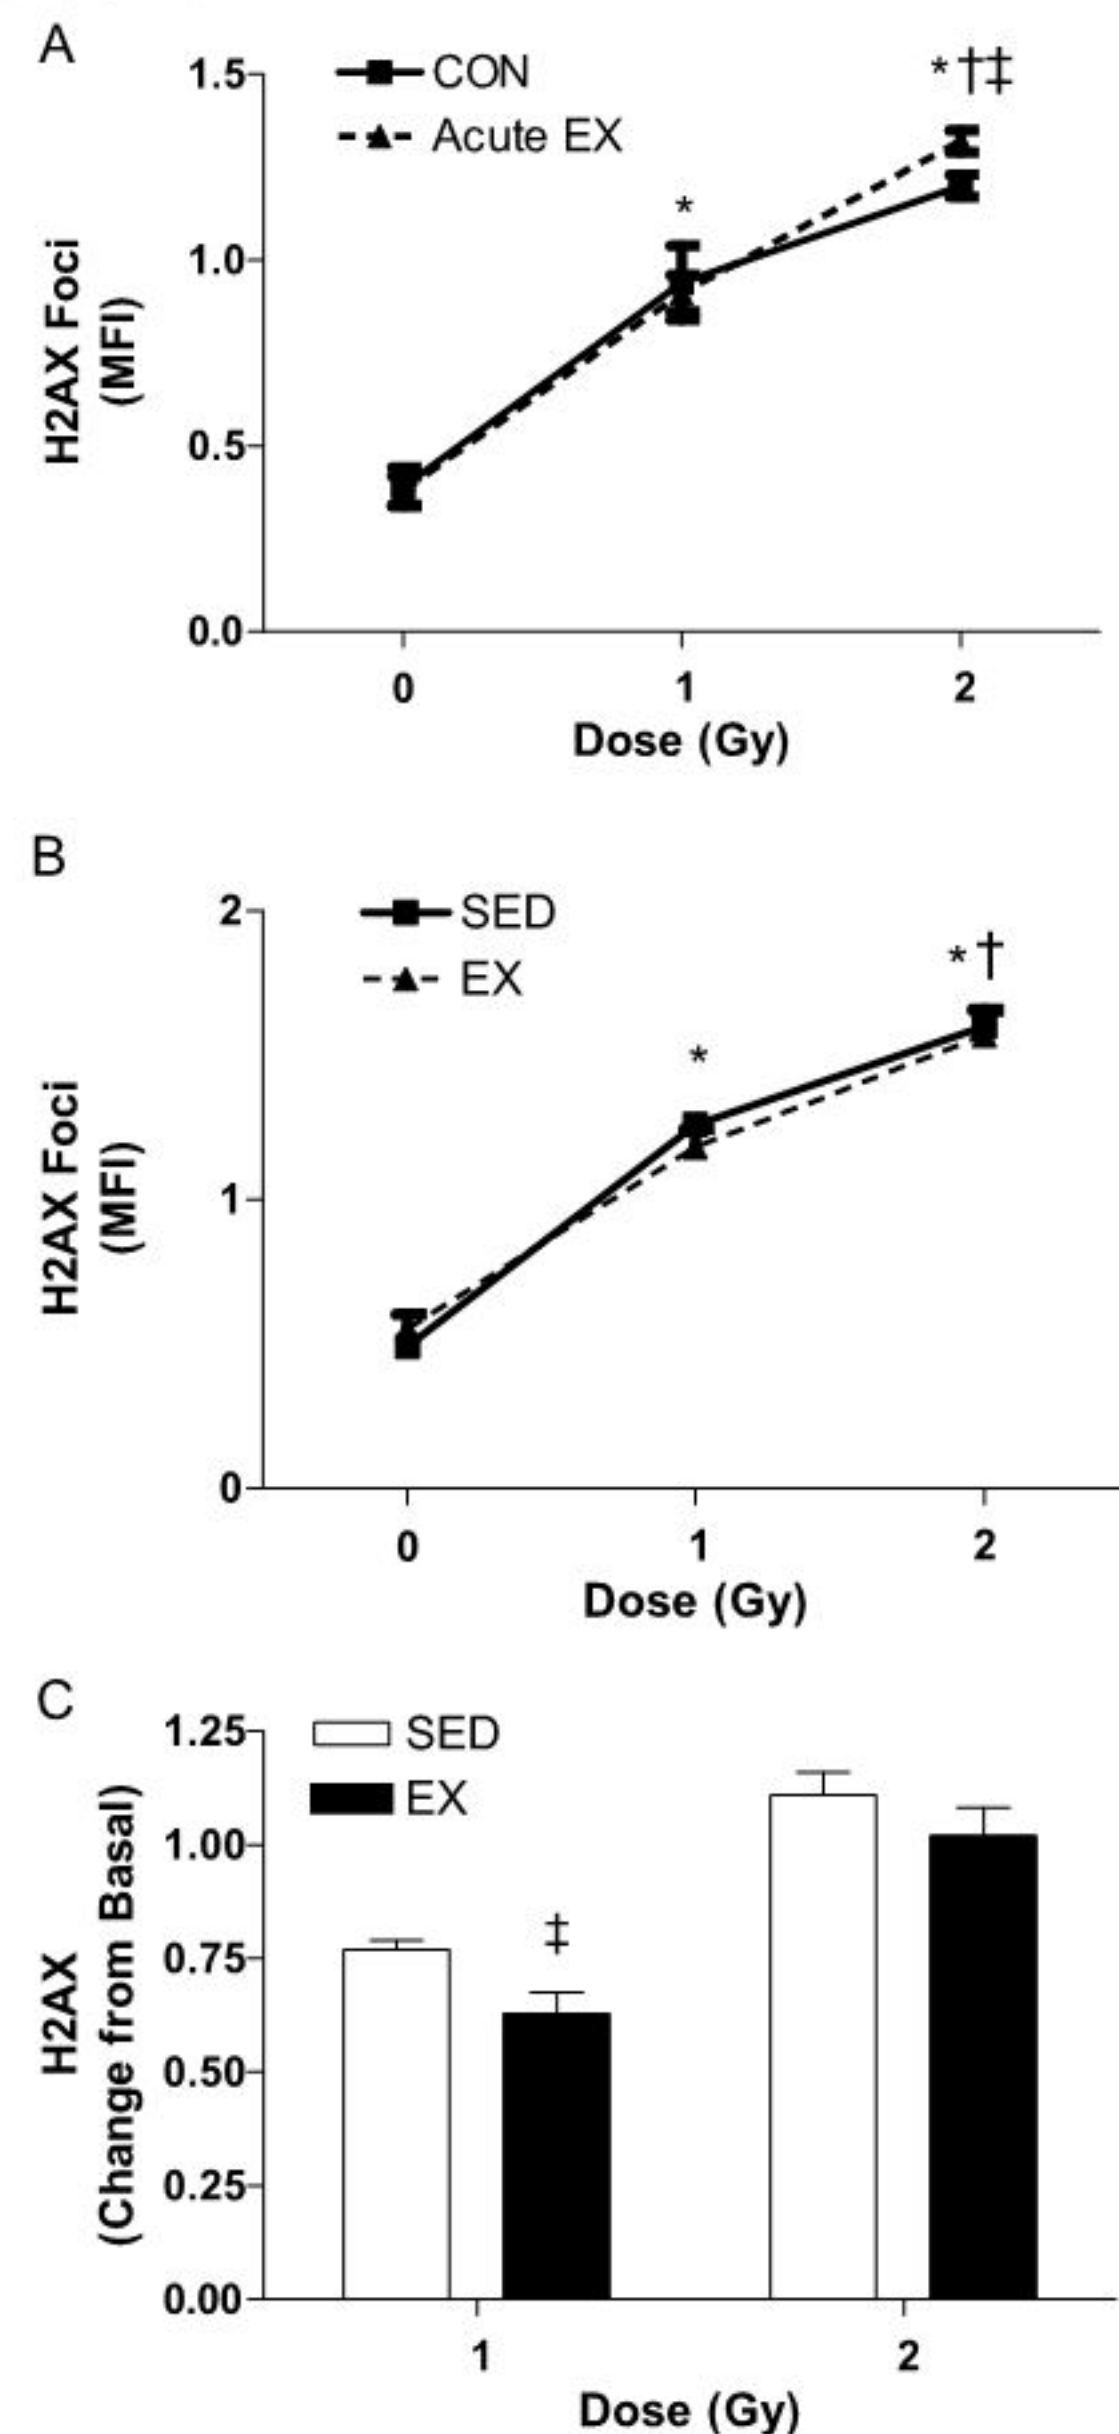 A
CON
Acute EX
* †‡
*
1.5
1.0
0.5
0.0
H2AX Foci
(MFI)
0
1
2
Dose (Gy)
B
SED
EX
* †
*
2
1
0
H2AX Foci
(MFI)
0
1
2
Dose (Gy)
C
SED
EX
‡
1.25
1.00
0.75
0.50
0.25
0.00
H2AX
(Change from Basal)
1
2
Dose (Gy)